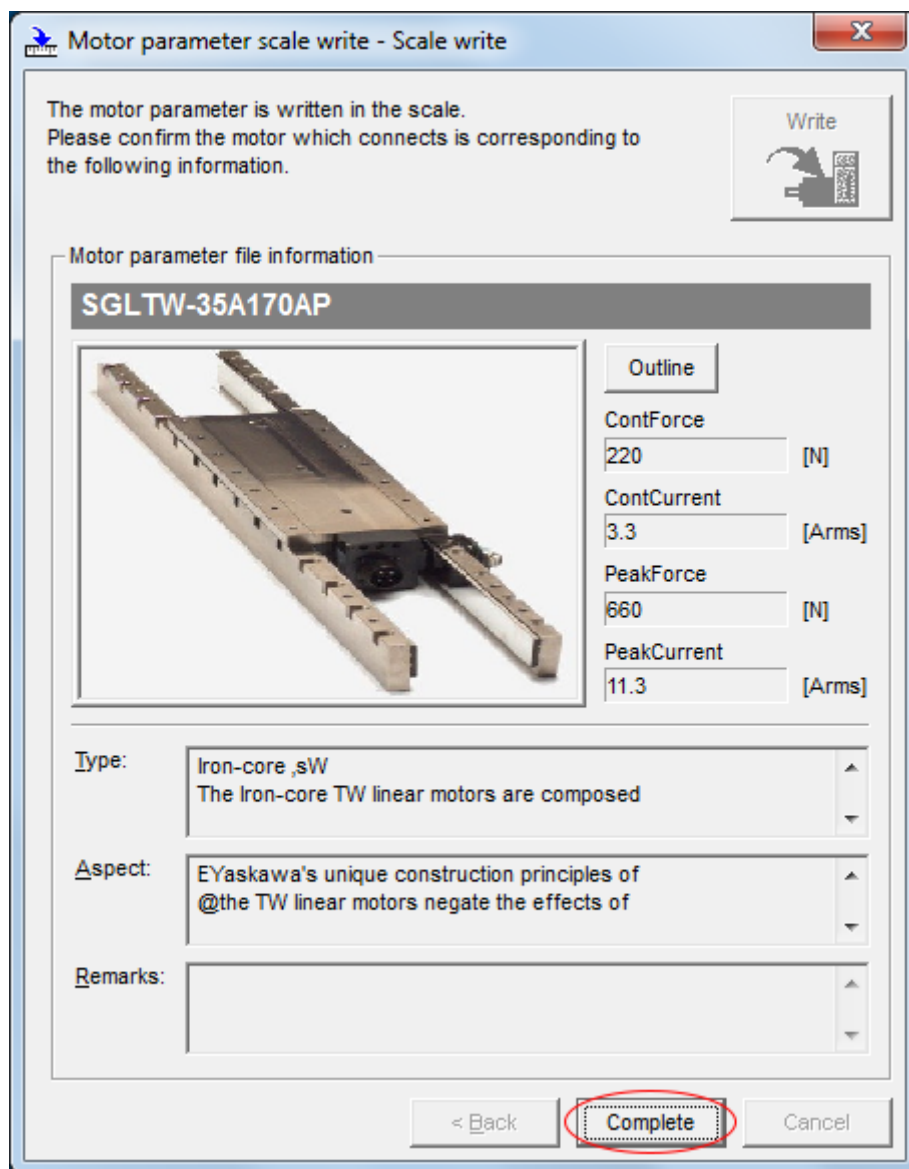 Motor parameter scale write - Scale write
The motor parameter is written in the scale.
Please confirm the motor which connects is corresponding to
the following information.
Write
Motor parameter file information
SGLTW-35A170AP
Outline
ContForce
220 [N]
ContCurrent
3.3 [Arms]
PeakForce
660 [N]
PeakCurrent
11.3 [Arms]
Type:
Iron-core ,sW
The Iron-core TW linear motors are composed
Aspect:
EYaskawa's unique construction principles of
@the TW linear motors negate the effects of
Remarks:
< Back Complete Cancel